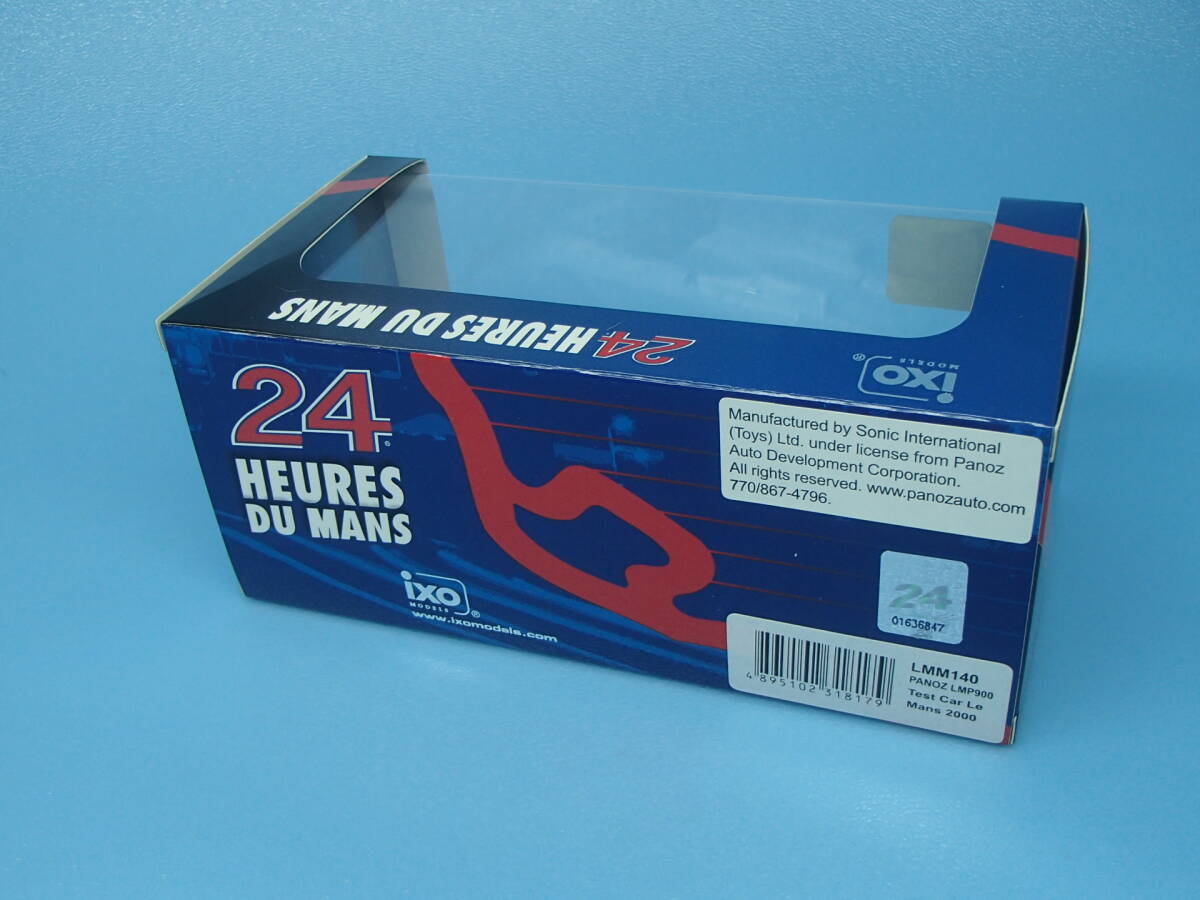 24 HEURES DU MANS
ixo
MODELS ®
24
HEURES
DU MANS
ixo
MODELS ®
www.ixomodels.com
Manufactured by Sonic International
(Toys) Ltd. under license from Panoz
Auto Development Corporation.
All rights reserved. www.panozauto.com
770/867-4796.
24
01636847
4 895102 318179
LMM140
PANOZ LMP900
Test Car Le
Mans 2000